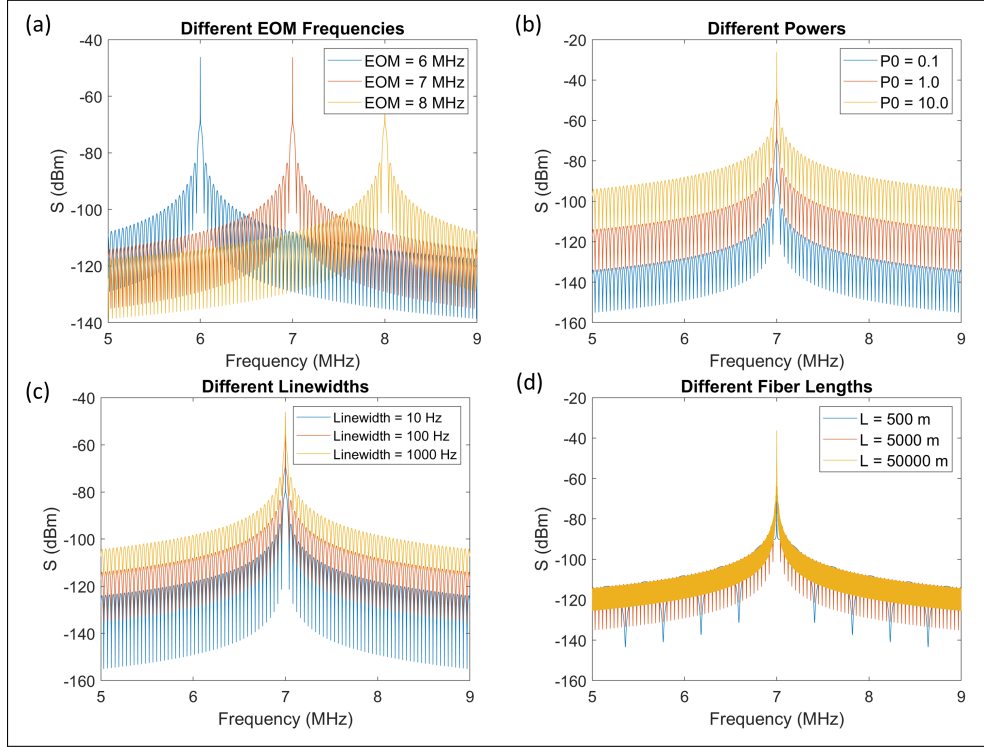 (a)
Different EOM Frequencies
-40
-60
-80
-100
-120
-140
S (dBm)
5
6
7
8
9
Frequency (MHz)
EOM = 6 MHz
EOM = 7 MHz
EOM = 8 MHz
(b)
Different Powers
-20
-40
-60
-80
-100
-120
-140
-160
S (dBm)
5
6
7
8
9
Frequency (MHz)
P0 = 0.1
P0 = 1.0
P0 = 10.0
(c)
Different Linewidths
-40
-60
-80
-100
-120
-140
-160
S (dBm)
5
6
7
8
9
Frequency (MHz)
Linewidth = 10 Hz
Linewidth = 100 Hz
Linewidth = 1000 Hz
(d)
Different Fiber Lengths
-20
-40
-60
-80
-100
-120
-140
-160
S (dBm)
5
6
7
8
9
Frequency (MHz)
L = 500 m
L = 5000 m
L = 50000 m